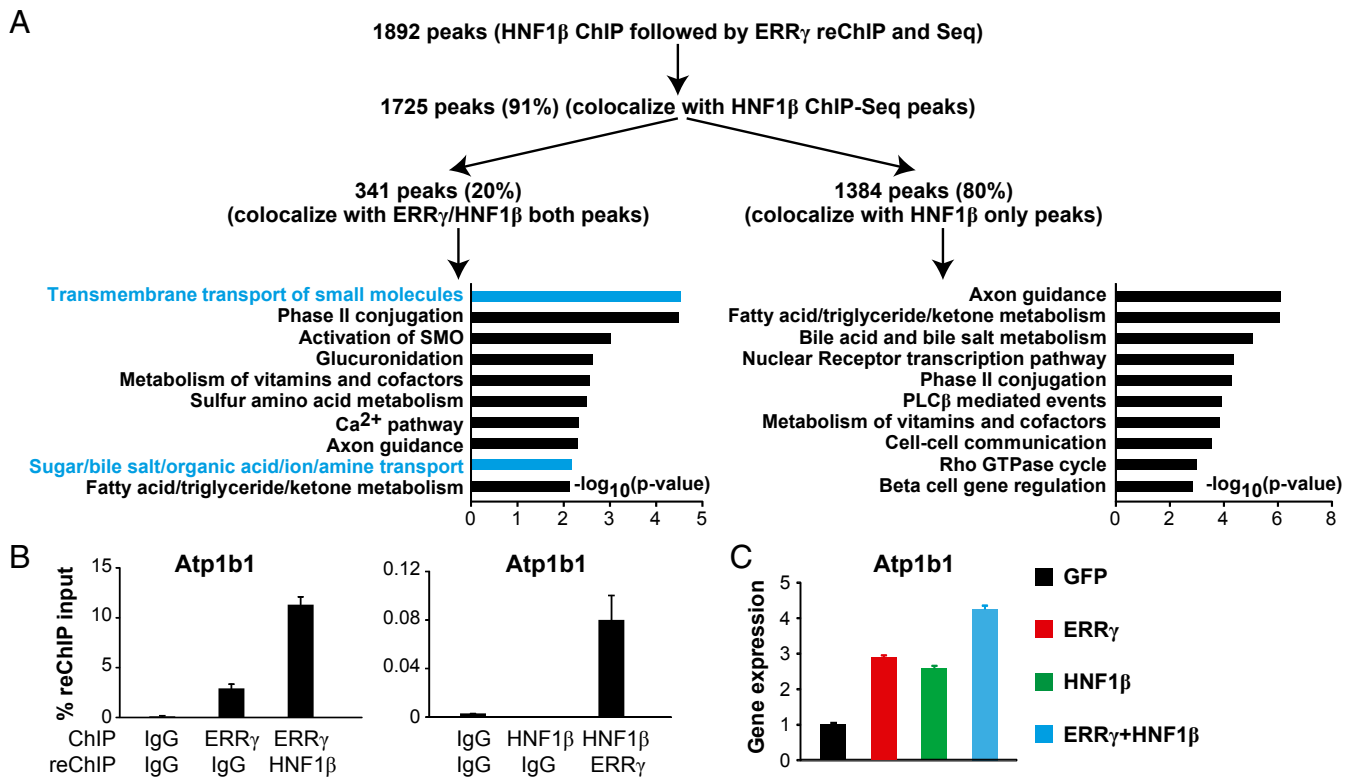 A
1892 peaks (HNF1β ChIP followed by ERRγ reChIP and Seq)
1725 peaks (91%) (colocalize with HNF1β ChIP-Seq peaks)
341 peaks (20%)
(colocalize with ERRγ/HNF1β both peaks)
1384 peaks (80%)
(colocalize with HNF1β only peaks)
Transmembrane transport of small molecules
Phase II conjugation
Activation of SMO
Glucuronidation
Metabolism of vitamins and cofactors
Sulfur amino acid metabolism
Ca2+ pathway
Axon guidance
Sugar/bile salt/organic acid/ion/amine transport
Fatty acid/triglyceride/ketone metabolism
-log10(p-value)
0 1 2 3 4 5
Axon guidance
Fatty acid/triglyceride/ketone metabolism
Bile acid and bile salt metabolism
Nuclear Receptor transcription pathway
Phase II conjugation
PLCβ mediated events
Metabolism of vitamins and cofactors
Cell-cell communication
Rho GTPase cycle
Beta cell gene regulation
-log10(p-value)
0 2 4 6 8
B
Atp1b1
% reChIP input
15
10
5
0
ChIP IgG ERRγ ERRγ
reChIP IgG IgG HNF1β
Atp1b1
0.12
0.08
0.04
0
IgG HNF1β HNF1β
IgG IgG ERRγ
C
Atp1b1
Gene expression
5
4
3
2
1
0
GFP
ERRγ
HNF1β
ERRγ+HNF1β